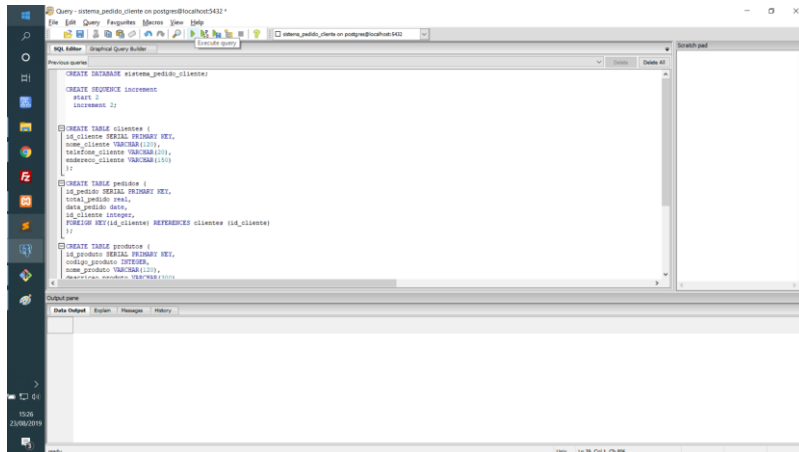 Query - sistema_pedido_cliente on postgres@localhost:5432 *
File Edit Query Favourites Macros View Help
sistema_pedido_cliente on postgres@localhost:5432
Execute query
SQL Editor Graphical Query Builder
Scratch pad
Previous queries
Delete Delete All
CREATE DATABASE sistema_pedido_cliente;
CREATE SEQUENCE increment
start 2
increment 2;
CREATE TABLE clientes (
id_cliente SERIAL PRIMARY KEY,
nome_cliente VARCHAR(120),
telefone_cliente VARCHAR(20),
endereco_cliente VARCHAR(150)
);
CREATE TABLE pedidos (
id_pedido SERIAL PRIMARY KEY,
total_pedido real,
data_pedido date,
id_cliente integer,
FOREIGN KEY(id_cliente) REFERENCES clientes (id_cliente)
);
CREATE TABLE produtos (
id_produto SERIAL PRIMARY KEY,
codigo_produto INTEGER,
nome_produto VARCHAR(120),
descricao_produto VARCHAR(300)
Output pane
Data Output Explain Messages History
15:26
23/08/2019
ready